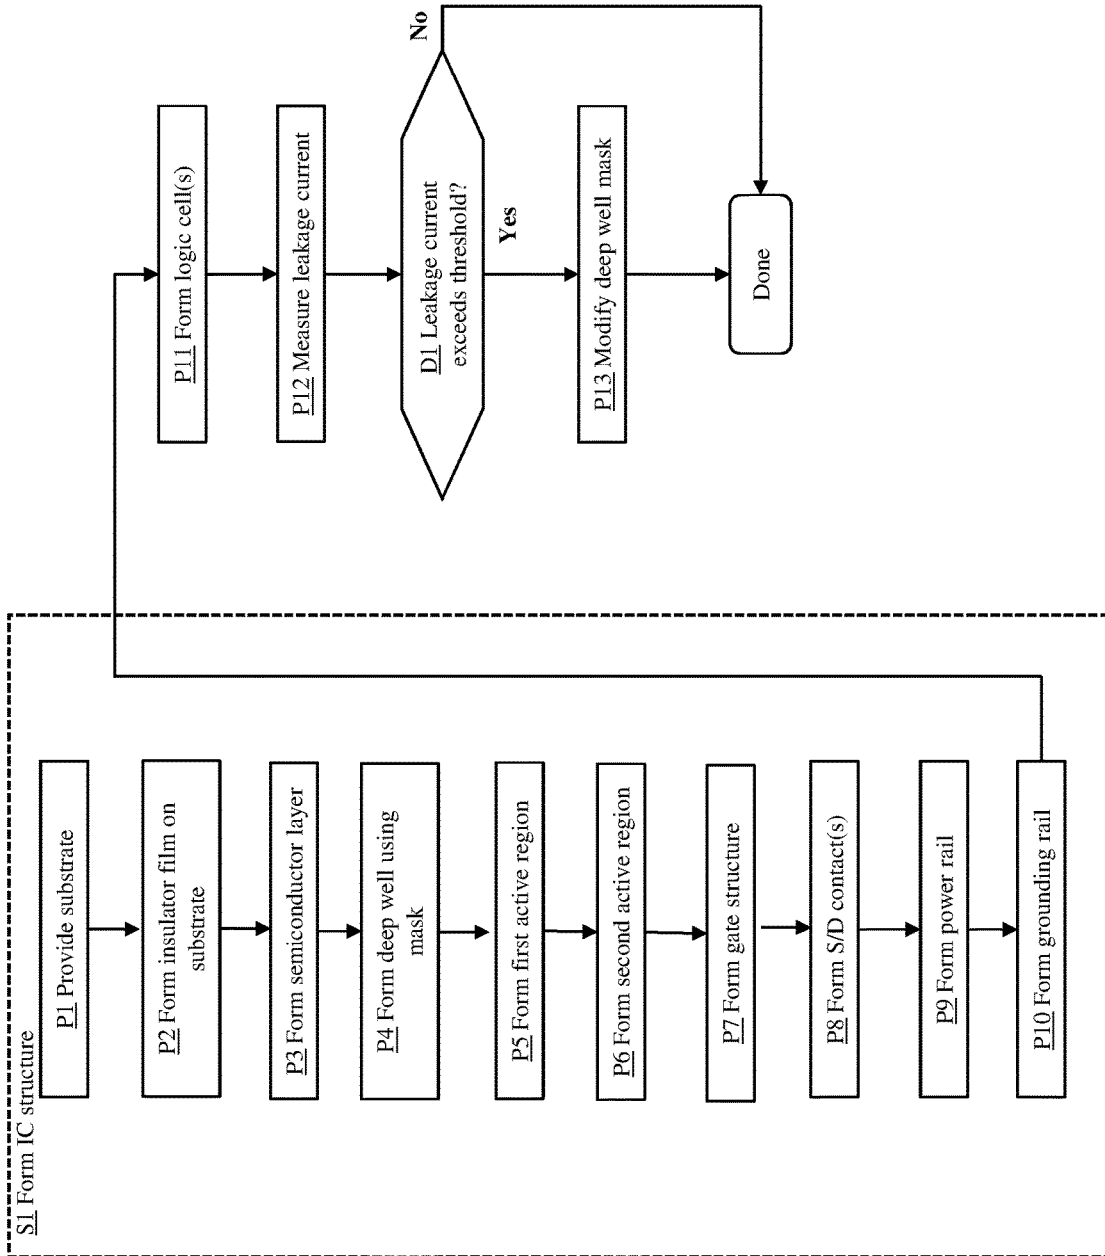 S1 Form IC structure
P1 Provide substrate
P2 Form insulator film on
substrate
P3 Form semiconductor layer
P4 Form deep well using
mask
P5 Form first active region
P6 Form second active region
P7 Form gate structure
P8 Form S/D contact(s)
P9 Form power rail
P10 Form grounding rail
P11 Form logic cell(s)
P12 Measure leakage current
D1 Leakage current
exceeds threshold?
No
Yes
P13 Modify deep well mask
Done